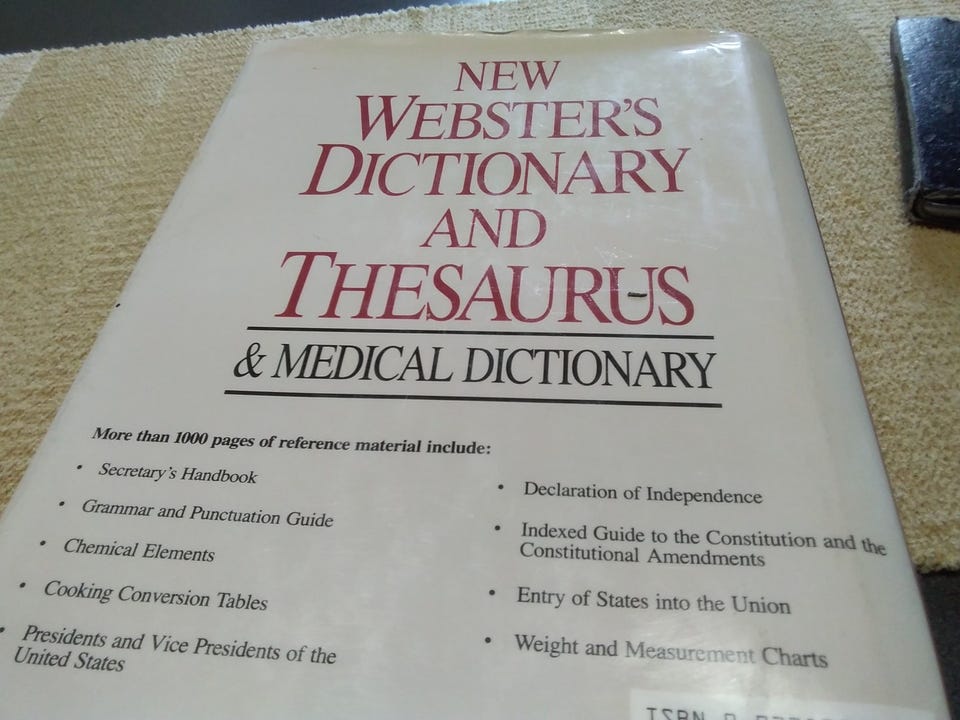 NEW
WEBSTER'S
DICTIONARY
AND
THESAURUS
& MEDICAL DICTIONARY
More than 1000 pages of reference material include:
• Secretary's Handbook
• Grammar and Punctuation Guide
• Chemical Elements
• Cooking Conversion Tables
• Presidents and Vice Presidents of the
United States
• Declaration of Independence
• Indexed Guide to the Constitution and the
Constitutional Amendments
• Entry of States into the Union
• Weight and Measurement Charts
ISBN 0